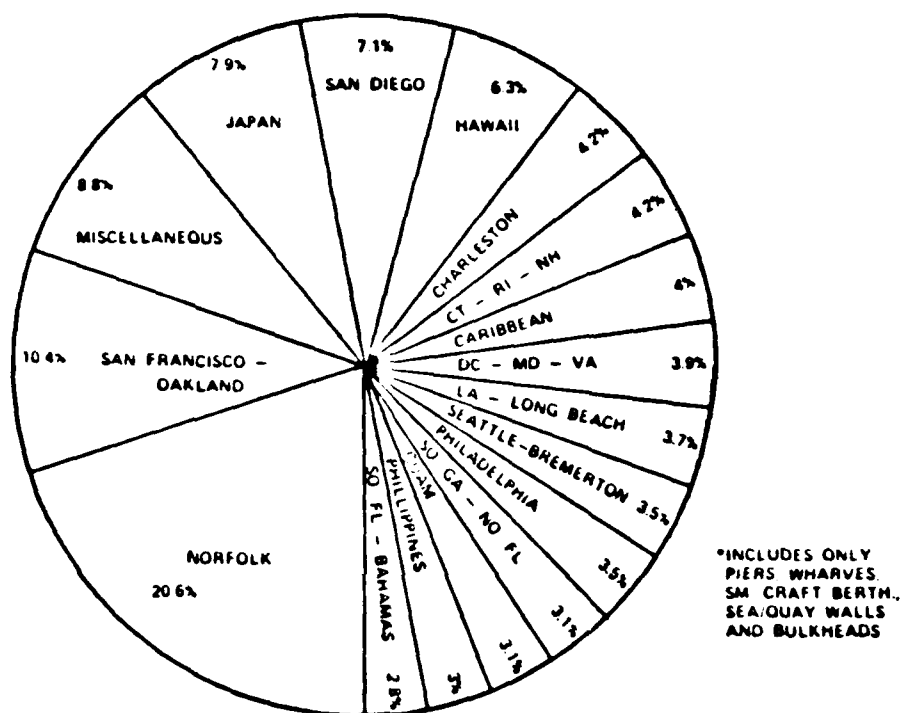 7.1%
SAN DIEGO
6.3%
HAWAII
4.2%
CHARLESTON
4.2%
CT - RI - NH
4%
CARIBBEAN
3.9%
DC - MD - VA
3.7%
LA - LONG BEACH
3.5%
SEATTLE-BREMERTON
3.5%
PHILADELPHIA
3.1%
SO GA - NO FL
3.1%
3%
PHILLIPPINES
2.8%
SO FL - BAHAMAS
20.6%
NORFOLK
10.4%
SAN FRANCISCO -
OAKLAND
8.8%
MISCELLANEOUS
7.9%
JAPAN
*INCLUDES ONLY
PIERS WHARVES.
SM CRAFT BERTH.,
SEA/QUAY WALLS
AND BULKHEADS